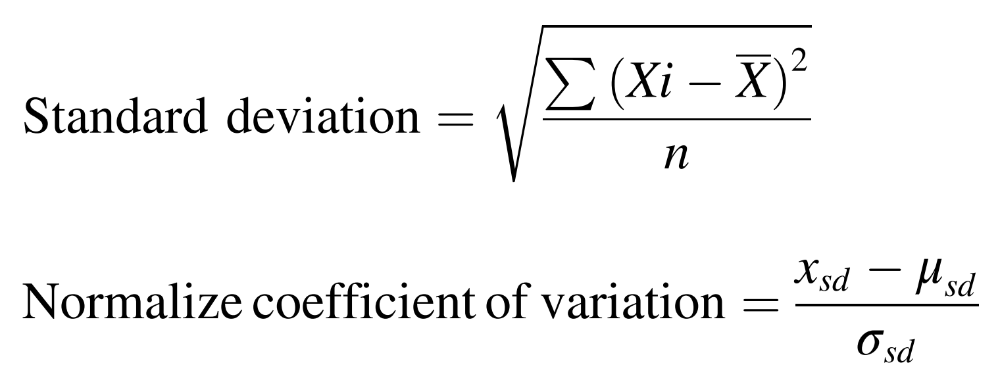 Standard deviation = √(∑ (Xi − X̅)² / n)
Normalize coefficient of variation = (x_sd − μ_sd) / σ_sd